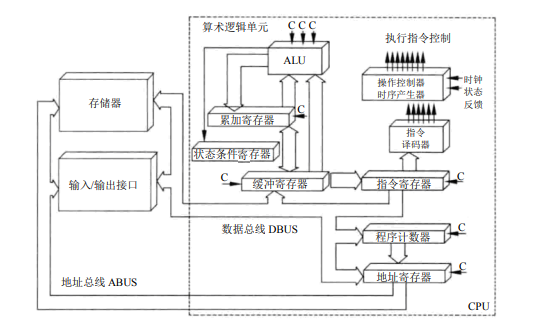 算术逻辑单元
C C C
ALU
执行指令控制
操作控制器
时序产生器
时钟
状态
反馈
存储器
累加寄存器
C
指令
译码器
状态条件寄存器
输入/输出接口
C
缓冲寄存器
指令寄存器
C
数据总线 DBUS
程序计数器
C
地址总线 ABUS
地址寄存器
C
CPU